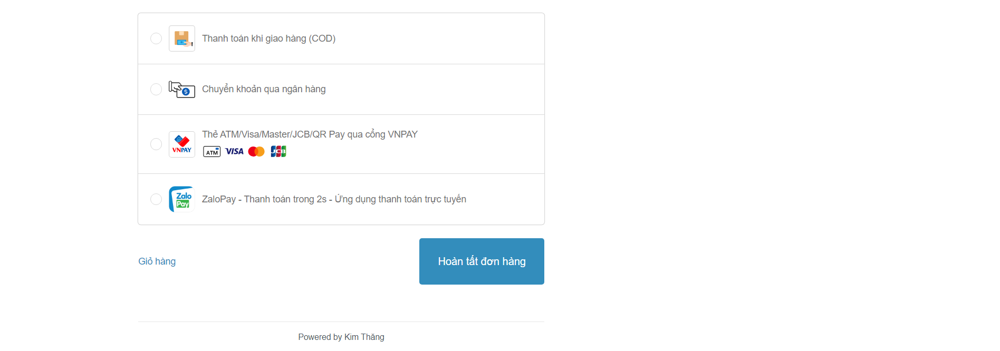 Thanh toán khi giao hàng (COD)
Chuyển khoản qua ngân hàng
Thẻ ATM/Visa/Master/JCB/QR Pay qua cổng VNPAY
VNPAY
ATM VISA JCB
Zalo
Pay
ZaloPay - Thanh toán trong 2s - Ứng dụng thanh toán trực tuyến
Giỏ hàng
Hoàn tất đơn hàng
Powered by Kim Thăng